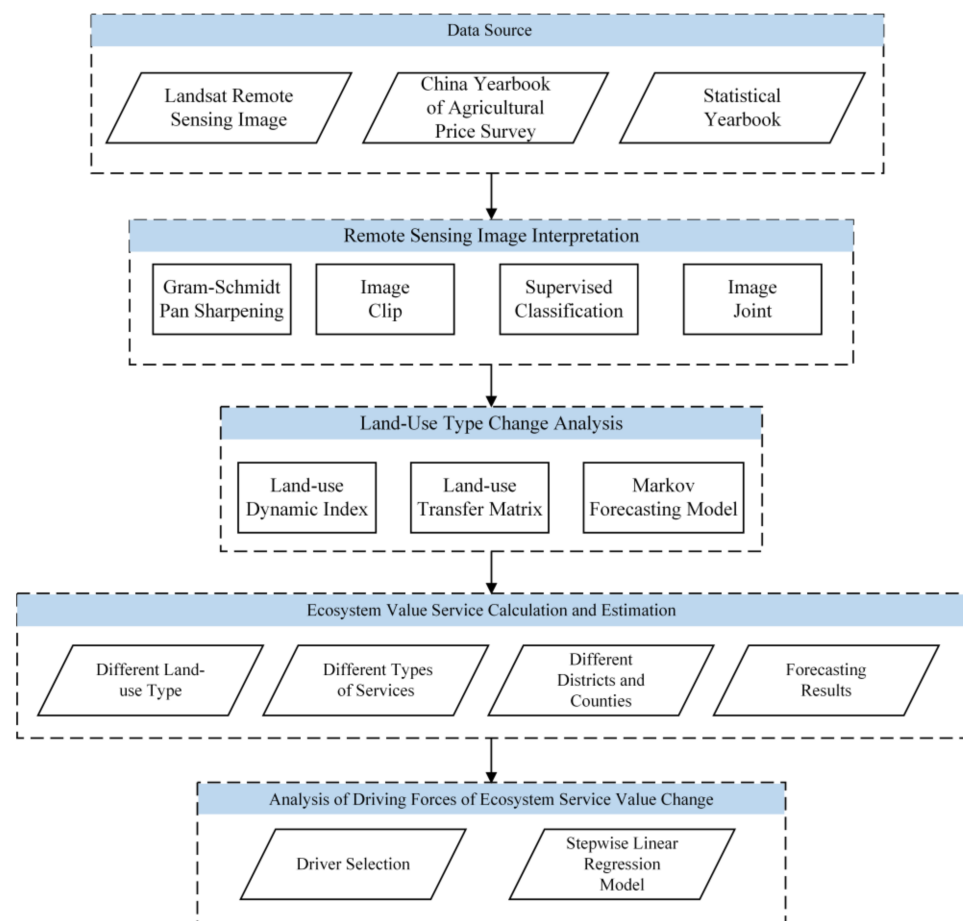 Data Source
Landsat Remote
Sensing Image
China Yearbook
of Agricultural
Price Survey
Statistical
Yearbook
Remote Sensing Image Interpretation
Gram-Schmidt
Pan Sharpening
Image
Clip
Supervised
Classification
Image
Joint
Land-Use Type Change Analysis
Land-use
Dynamic Index
Land-use
Transfer Matrix
Markov
Forecasting Model
Ecosystem Value Service Calculation and Estimation
Different Land-
use Type
Different Types
of Services
Different
Districts and
Counties
Forecasting
Results
Analysis of Driving Forces of Ecosystem Service Value Change
Driver Selection
Stepwise Linear
Regression
Model